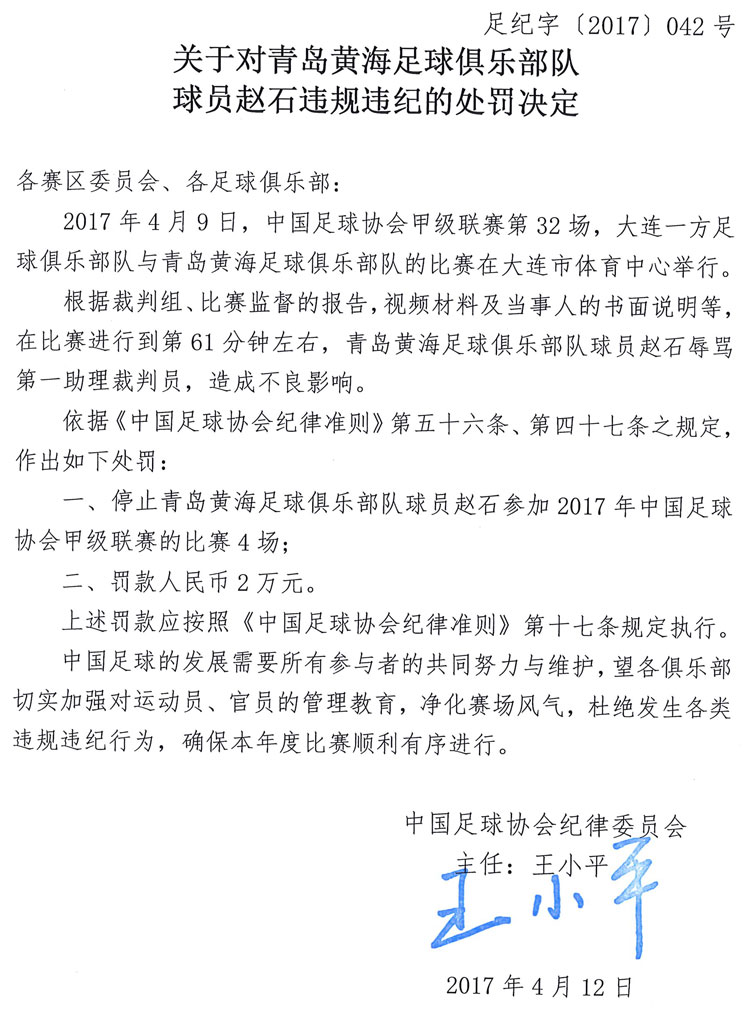 足纪字〔2017〕042 号
关于对青岛黄海足球俱乐部队
球员赵石违规违纪的处罚决定
各赛区委员会、各足球俱乐部：
2017 年 4 月 9 日，中国足球协会甲级联赛第 32 场，大连一方足
球俱乐部队与青岛黄海足球俱乐部队的比赛在大连市体育中心举行。
根据裁判组、比赛监督的报告，视频材料及当事人的书面说明等，
在比赛进行到第 61 分钟左右，青岛黄海足球俱乐部队球员赵石辱骂
第一助理裁判员，造成不良影响。
依据《中国足球协会纪律准则》第五十六条、第四十七条之规定，
作出如下处罚：
一、停止青岛黄海足球俱乐部队球员赵石参加 2017 年中国足球
协会甲级联赛的比赛 4 场；
二、罚款人民币 2 万元。
上述罚款应按照《中国足球协会纪律准则》第十七条规定执行。
中国足球的发展需要所有参与者的共同努力与维护，望各俱乐部
切实加强对运动员、官员的管理教育，净化赛场风气，杜绝发生各类
违规违纪行为，确保本年度比赛顺利有序进行。
中国足球协会纪律委员会
主任：王小平
王小平
2017 年 4 月 12 日